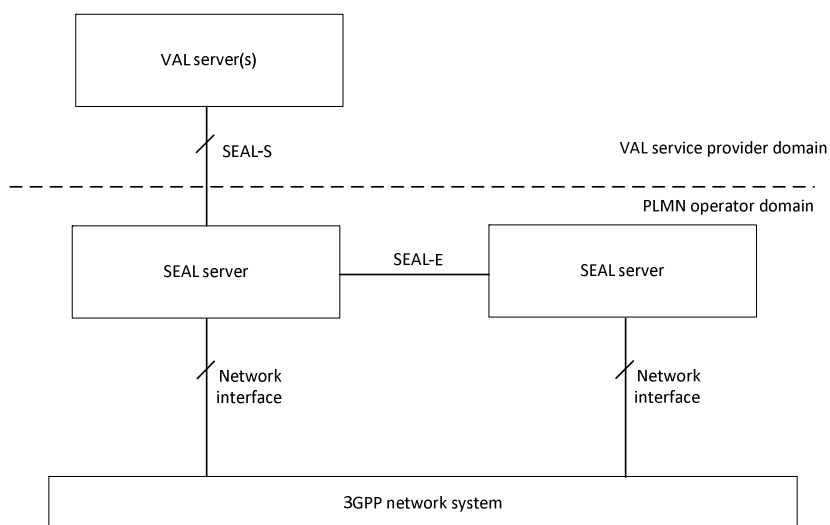 VAL server(s)
SEAL-S
VAL service provider domain
PLMN operator domain
SEAL server
SEAL-E
SEAL server
Network
interface
Network
interface
3GPP network system